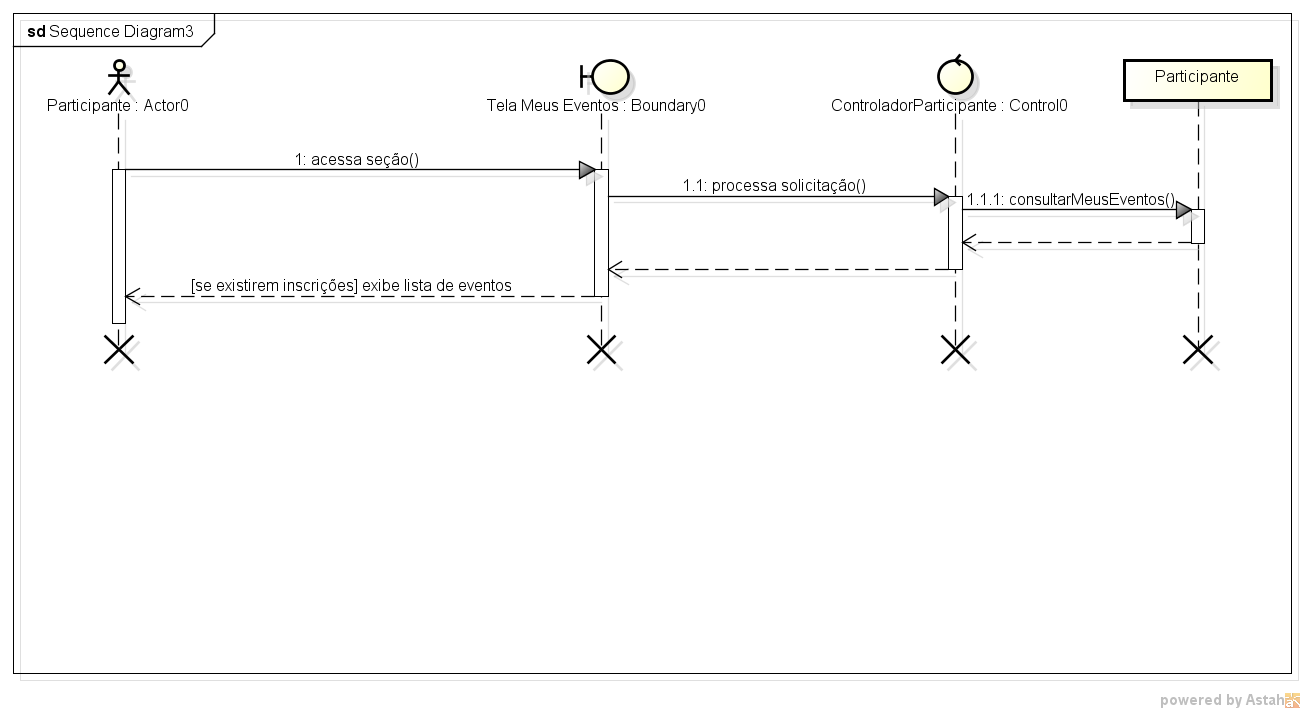 sd Sequence Diagram3
Participante : Actor0
Tela Meus Eventos : Boundary0
ControladorParticipante : Control0
Participante
1: acessa seção()
1.1: processa solicitação()
1.1.1: consultarMeusEventos()
[se existirem inscrições] exibe lista de eventos
powered by Astah